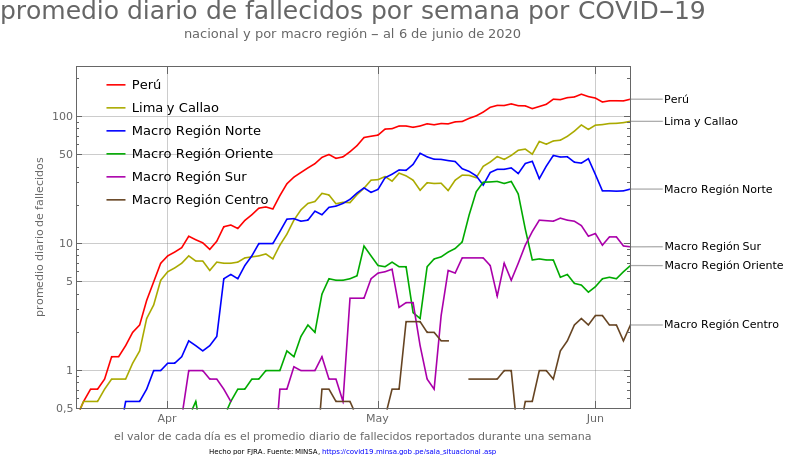 promedio diario de fallecidos por semana por COVID‒19
nacional y por macro región – al 6 de junio de 2020
promedio diario de fallecidos
100
50
10
5
1
0,5
Perú
Lima y Callao
Macro Región Norte
Macro Región Oriente
Macro Región Sur
Macro Región Centro
Perú
Lima y Callao
Macro Región Norte
Macro Región Sur
Macro Región Oriente
Macro Región Centro
Apr May Jun
el valor de cada día es el promedio diario de fallecidos reportados durante una semana
Hecho por FJRA. Fuente: MINSA, https://covid19.minsa.gob.pe/sala_situacional .asp